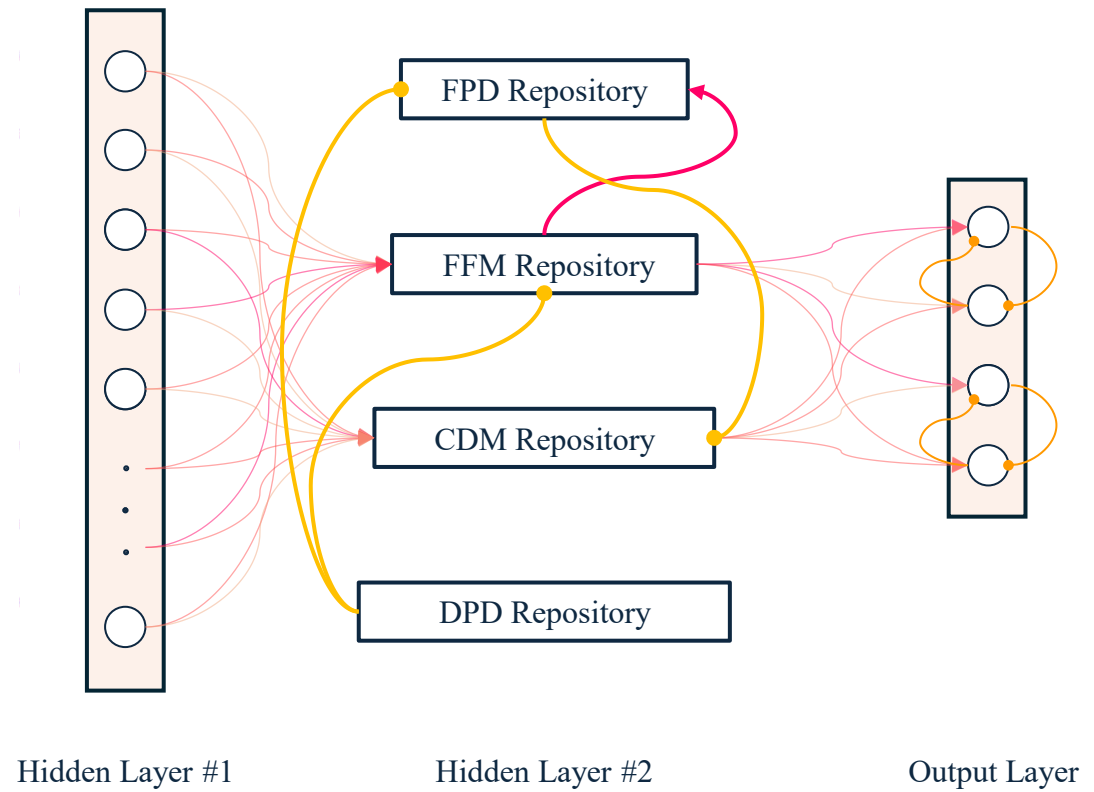 FPD Repository
FFM Repository
CDM Repository
DPD Repository
Hidden Layer #1
Hidden Layer #2
Output Layer